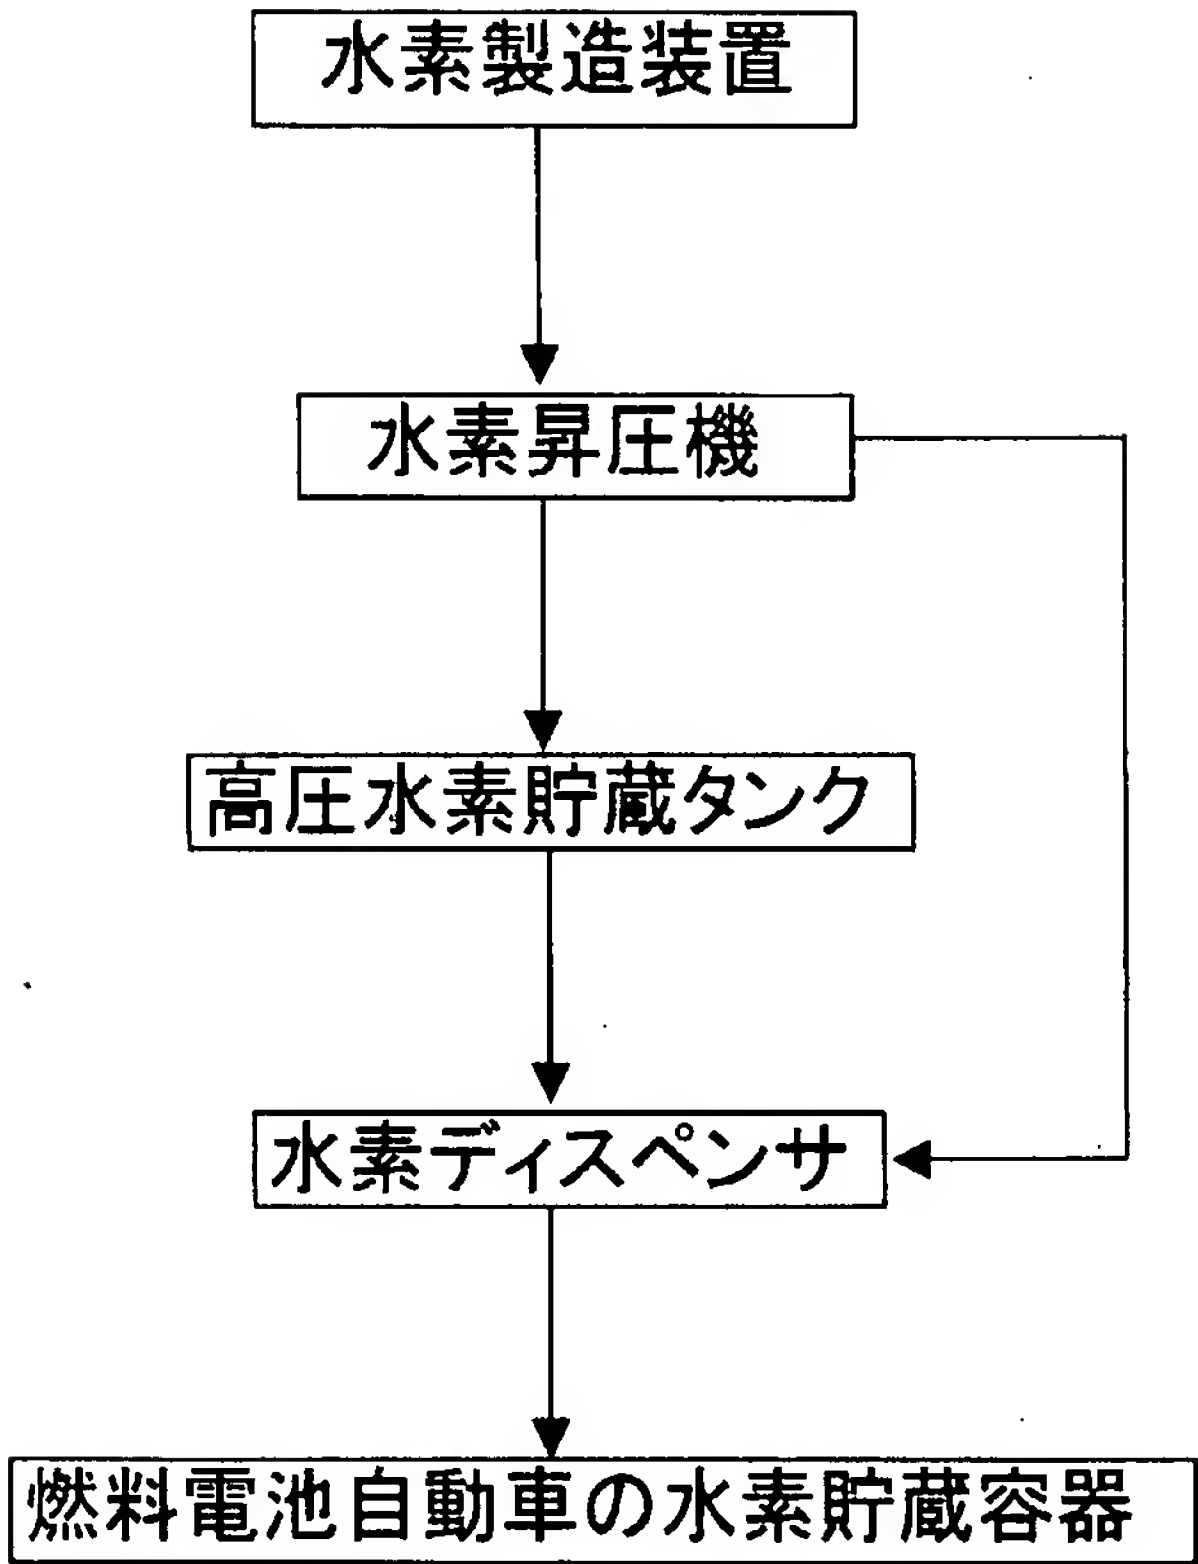 水素製造装置
水素昇圧機
高圧水素貯蔵タンク
水素ディスペンサ
燃料電池自動車の水素貯蔵容器